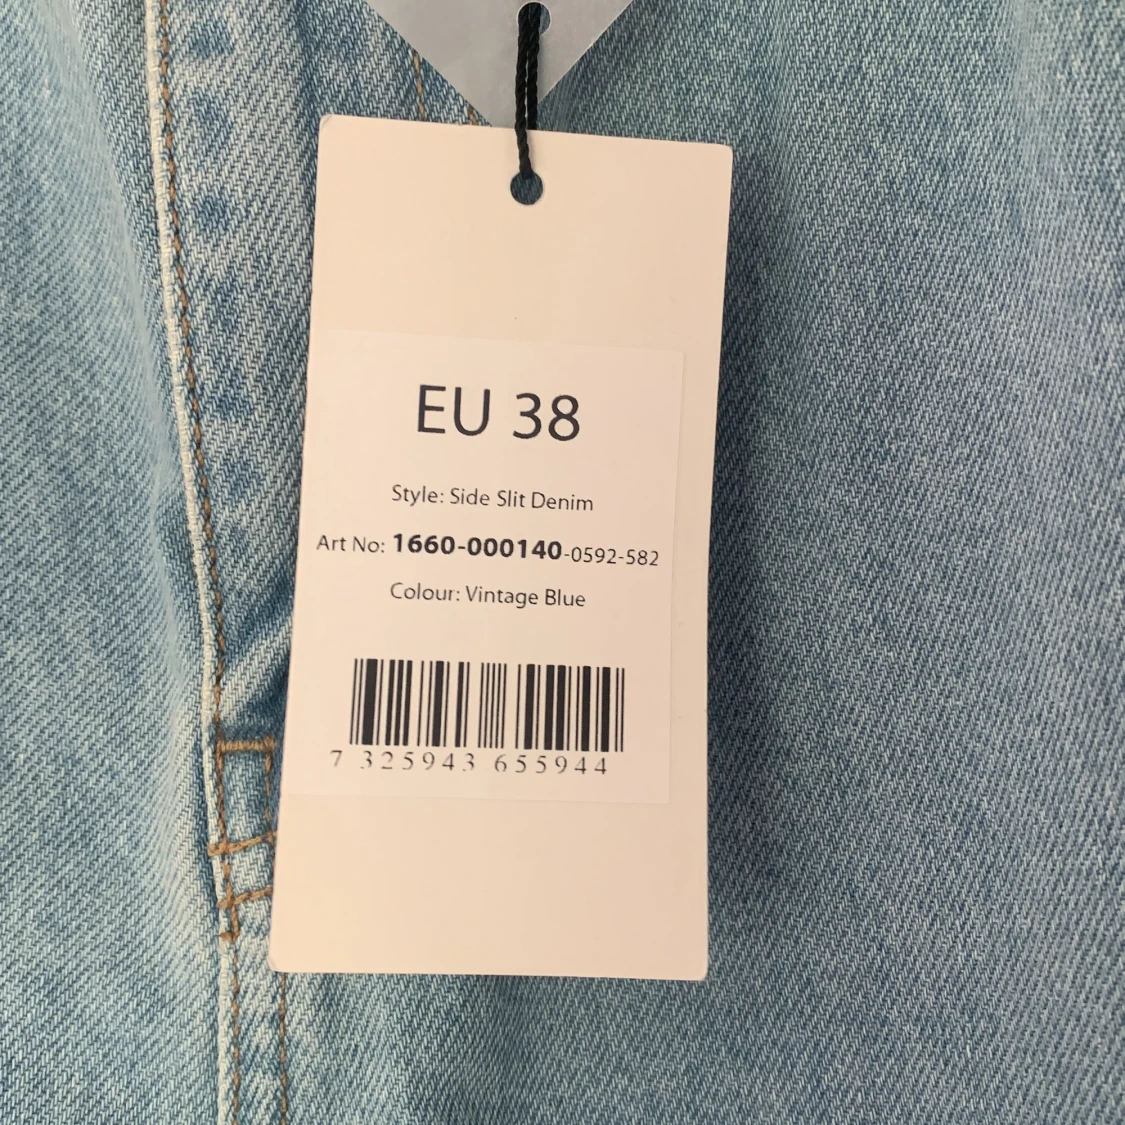 EU 38
Style: Side Slit Denim
Art No: 1660-000140-0592-582
Colour: Vintage Blue
7 325943 655944